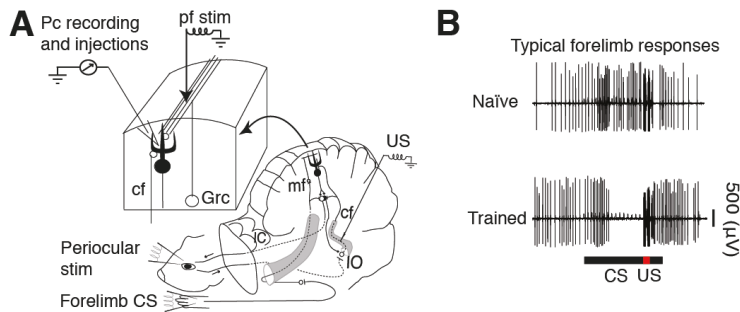 A
Pc recording
and injections
pf stim
cf
Grc
US
mf
cf
IC
IO
Periocular
stim
Forelimb CS
B
Typical forelimb responses
Naïve
Trained
500 (µV)
CS US